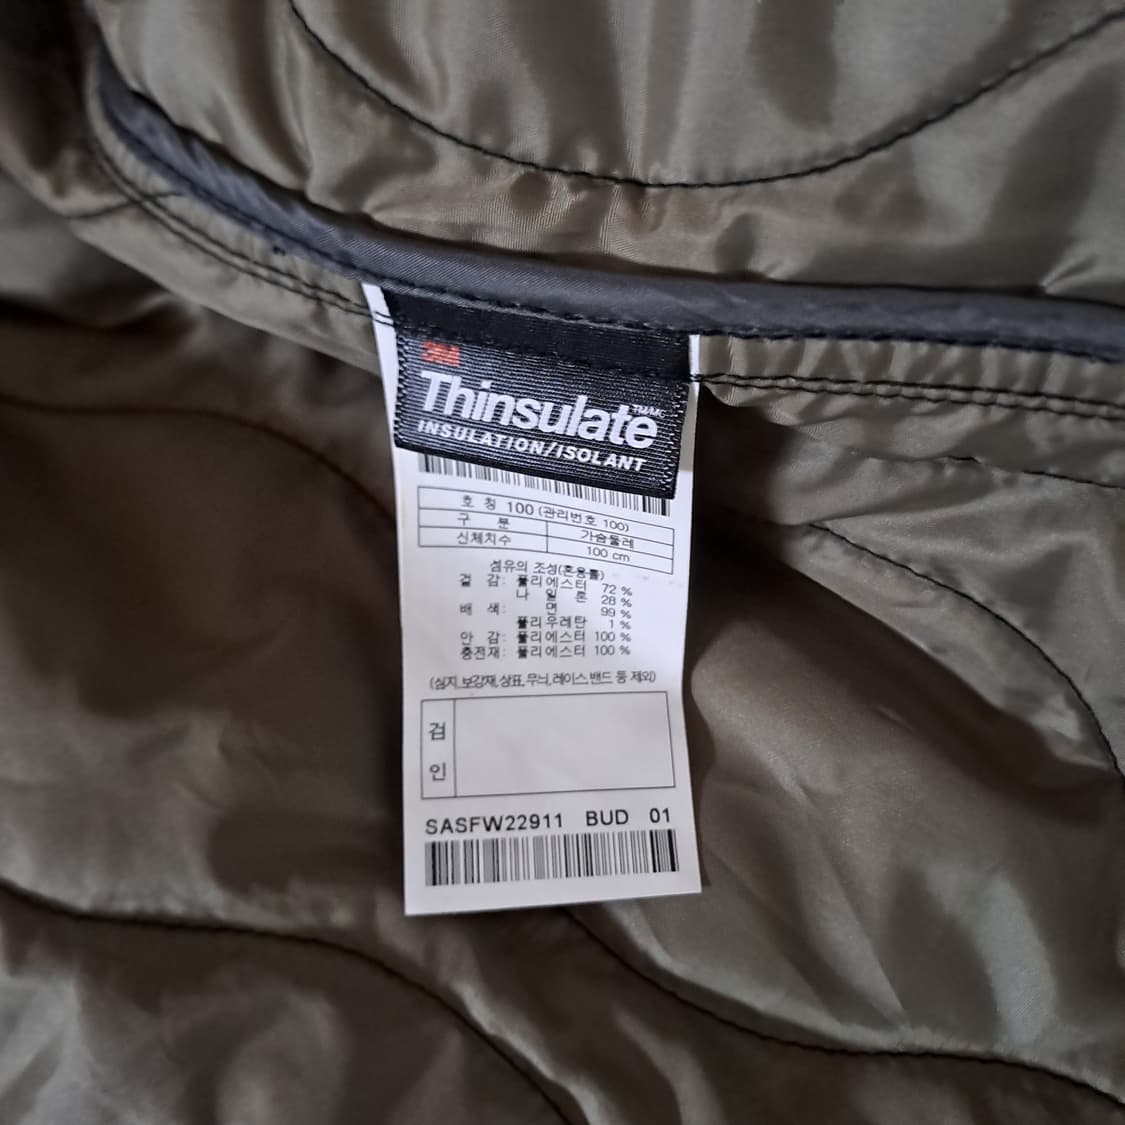 3M
Thinsulate TM/MC
INSULATION/ISOLANT
호 칭 100 (관리번호 100)
구 분 가슴둘레
신체치수 100 cm
섬유의 조성(혼용률)
겉 감: 폴리에스터 72 %
나 일 론 28 %
배 색: 면 99 %
폴리우레탄 1 %
안 감: 폴리에스터 100 %
충전재: 폴리에스터 100 %
(심지,보강재,상표,무늬,레이스,밴드 등 제외)
검
인
SASFW22911 BUD 01